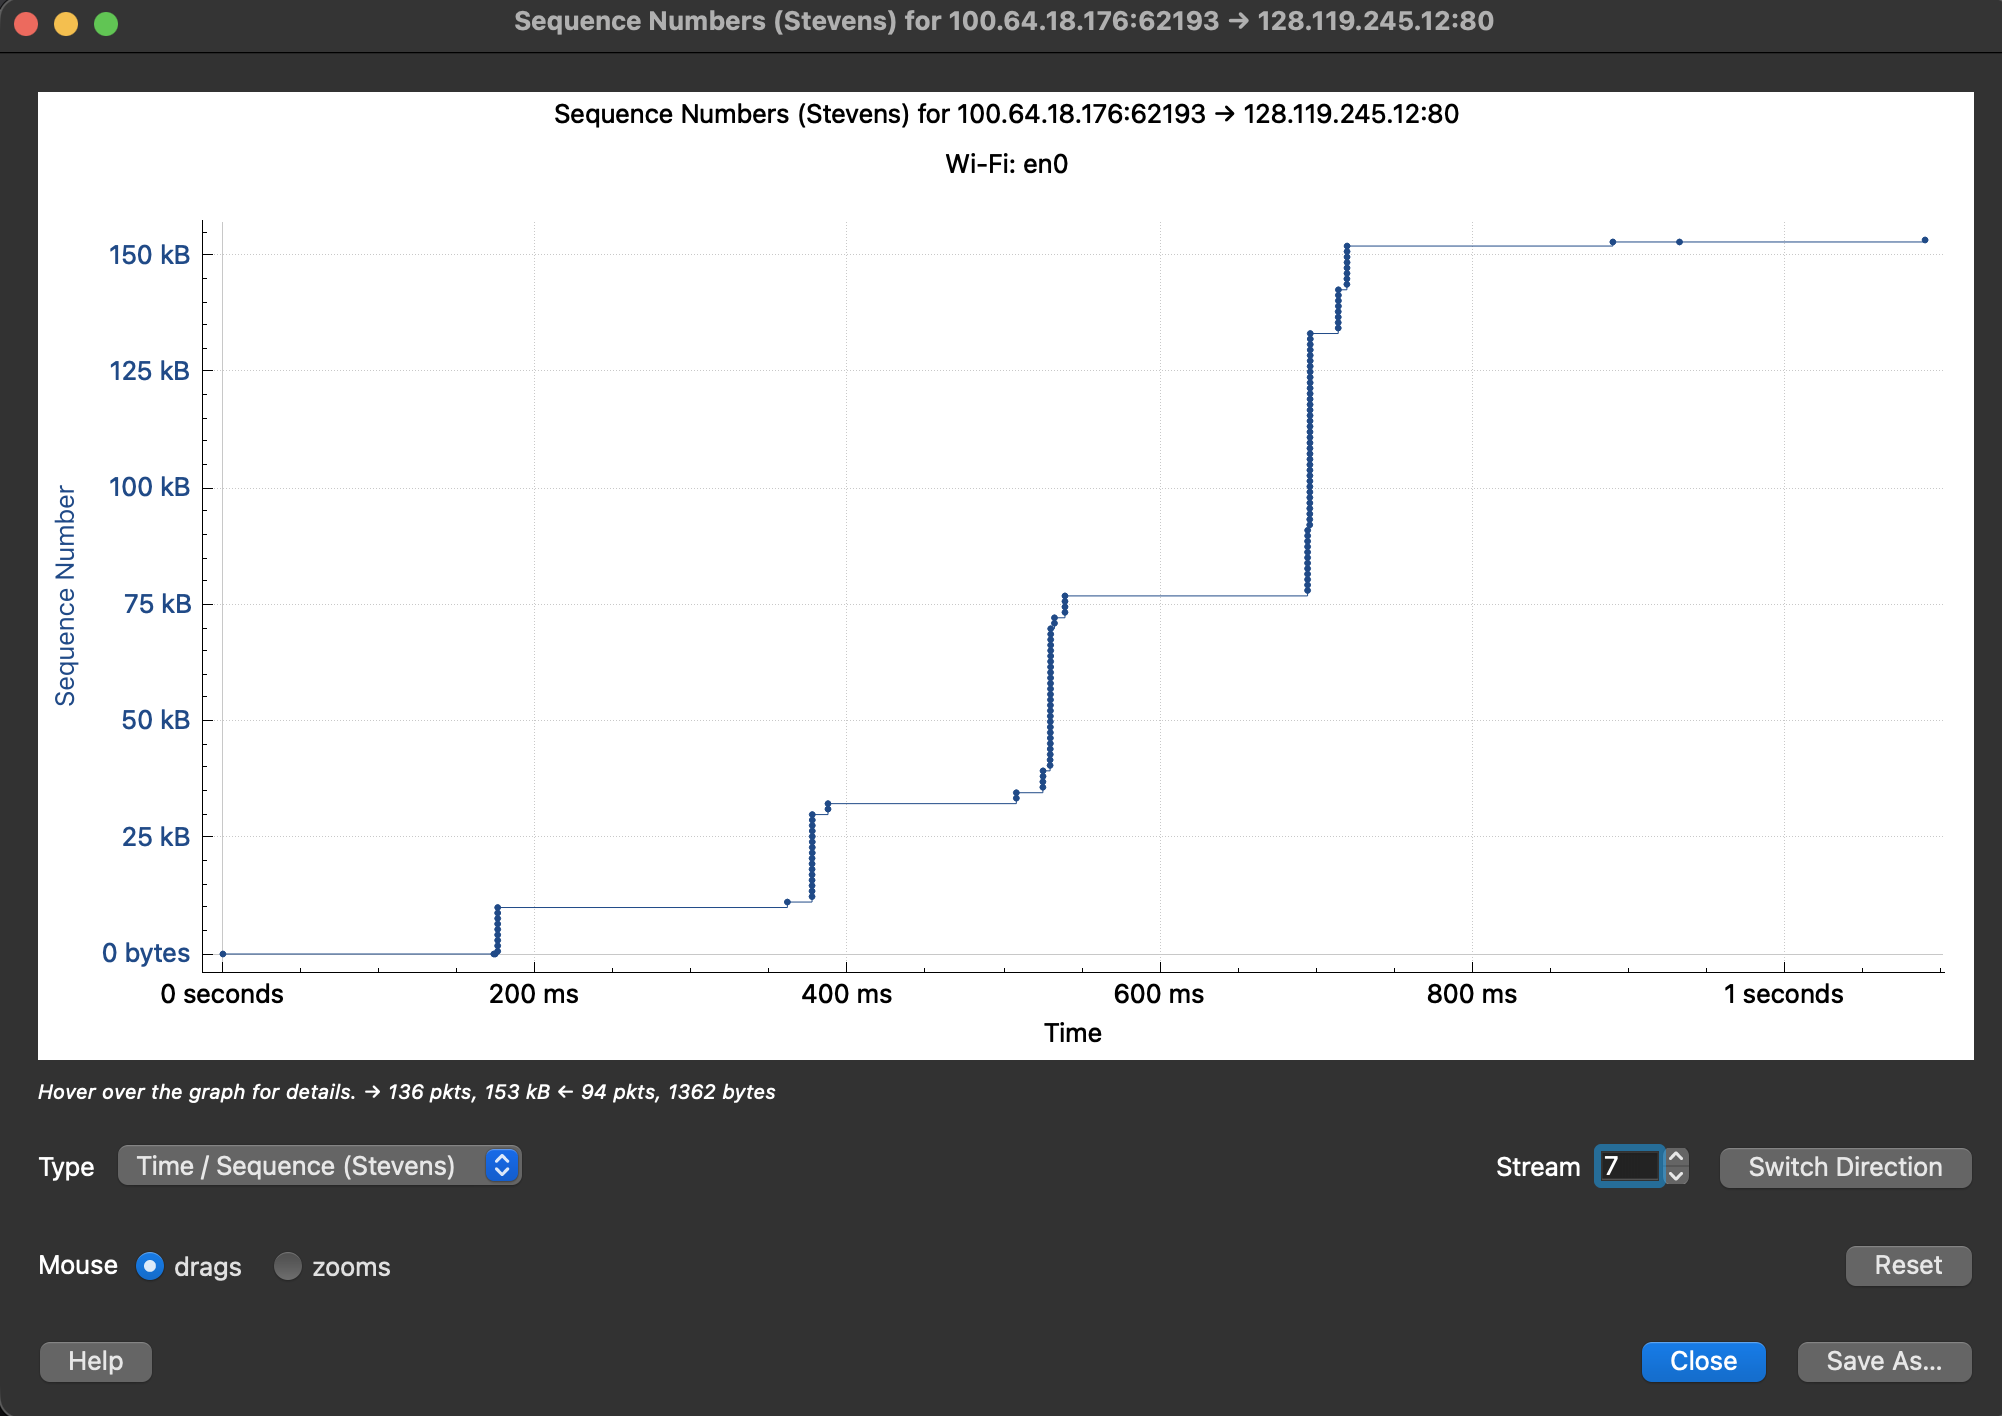 Sequence Numbers (Stevens) for 100.64.18.176:62193 → 128.119.245.12:80
Sequence Numbers (Stevens) for 100.64.18.176:62193 → 128.119.245.12:80
Wi-Fi: en0
150 kB
125 kB
100 kB
75 kB
50 kB
25 kB
0 bytes
Sequence Number
0 seconds 200 ms 400 ms 600 ms 800 ms 1 seconds
Time
Hover over the graph for details. → 136 pkts, 153 kB ← 94 pkts, 1362 bytes
Type Time / Sequence (Stevens) Stream 7 Switch Direction
Mouse drags zooms Reset
Help Close Save As...